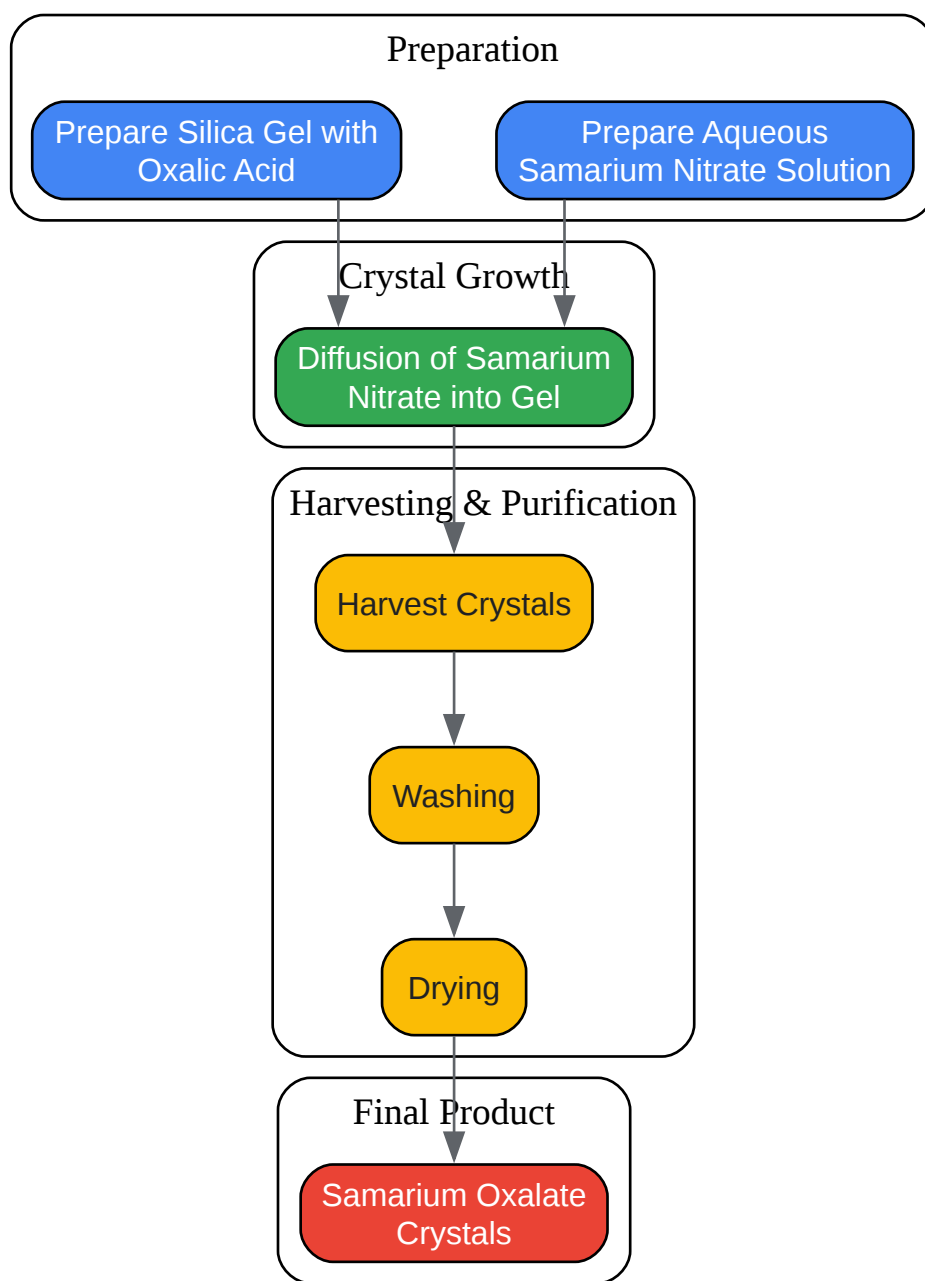 Preparation
Prepare Silica Gel with
Oxalic Acid
Prepare Aqueous
Samarium Nitrate Solution
Crystal Growth
Diffusion of Samarium
Nitrate into Gel
Harvesting & Purification
Harvest Crystals
Washing
Drying
Final Product
Samarium Oxalate
Crystals